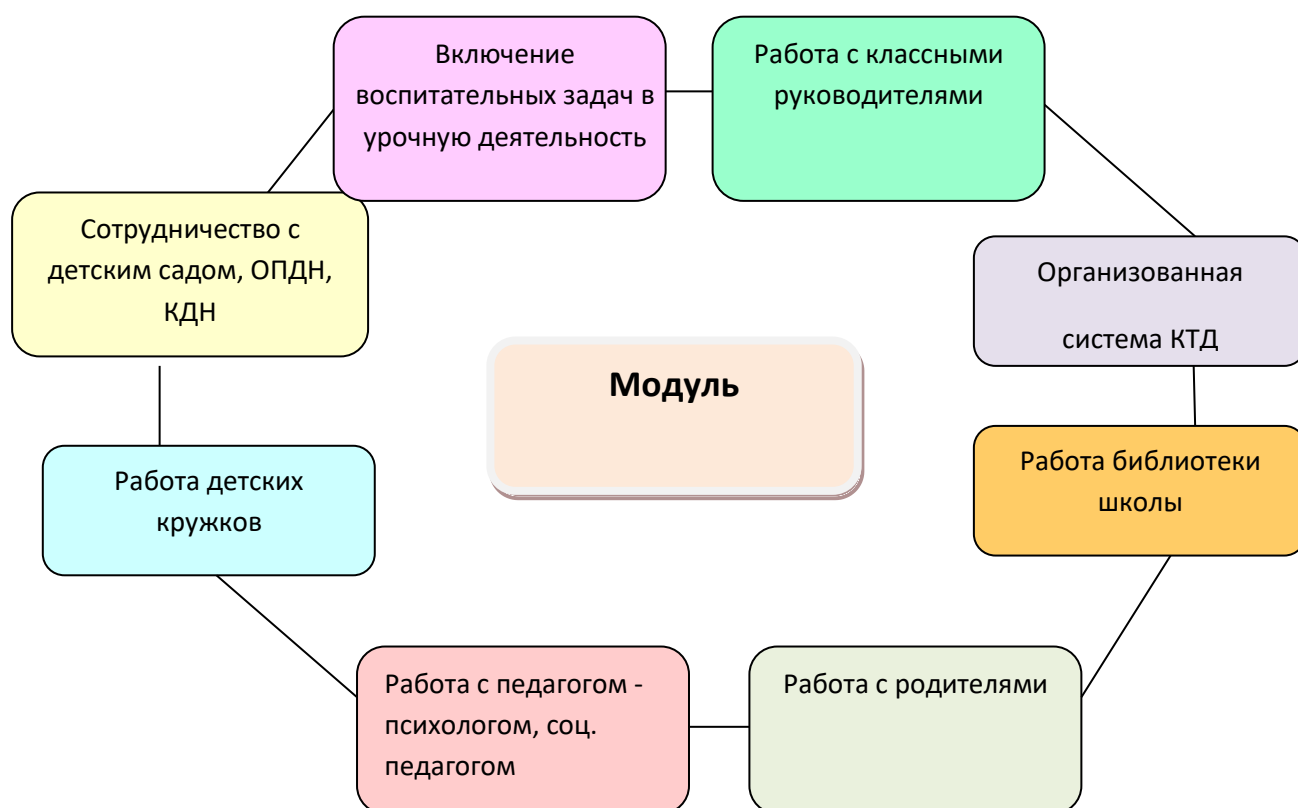 Включение
воспитательных задач в
урочную деятельность
Работа с классными
руководителями
Сотрудничество с
детским садом, ОПДН,
КДН
Организованная
система КТД
Модуль
Работа детских
кружков
Работа библиотеки
школы
Работа с педагогом -
психологом, соц.
педагогом
Работа с родителями